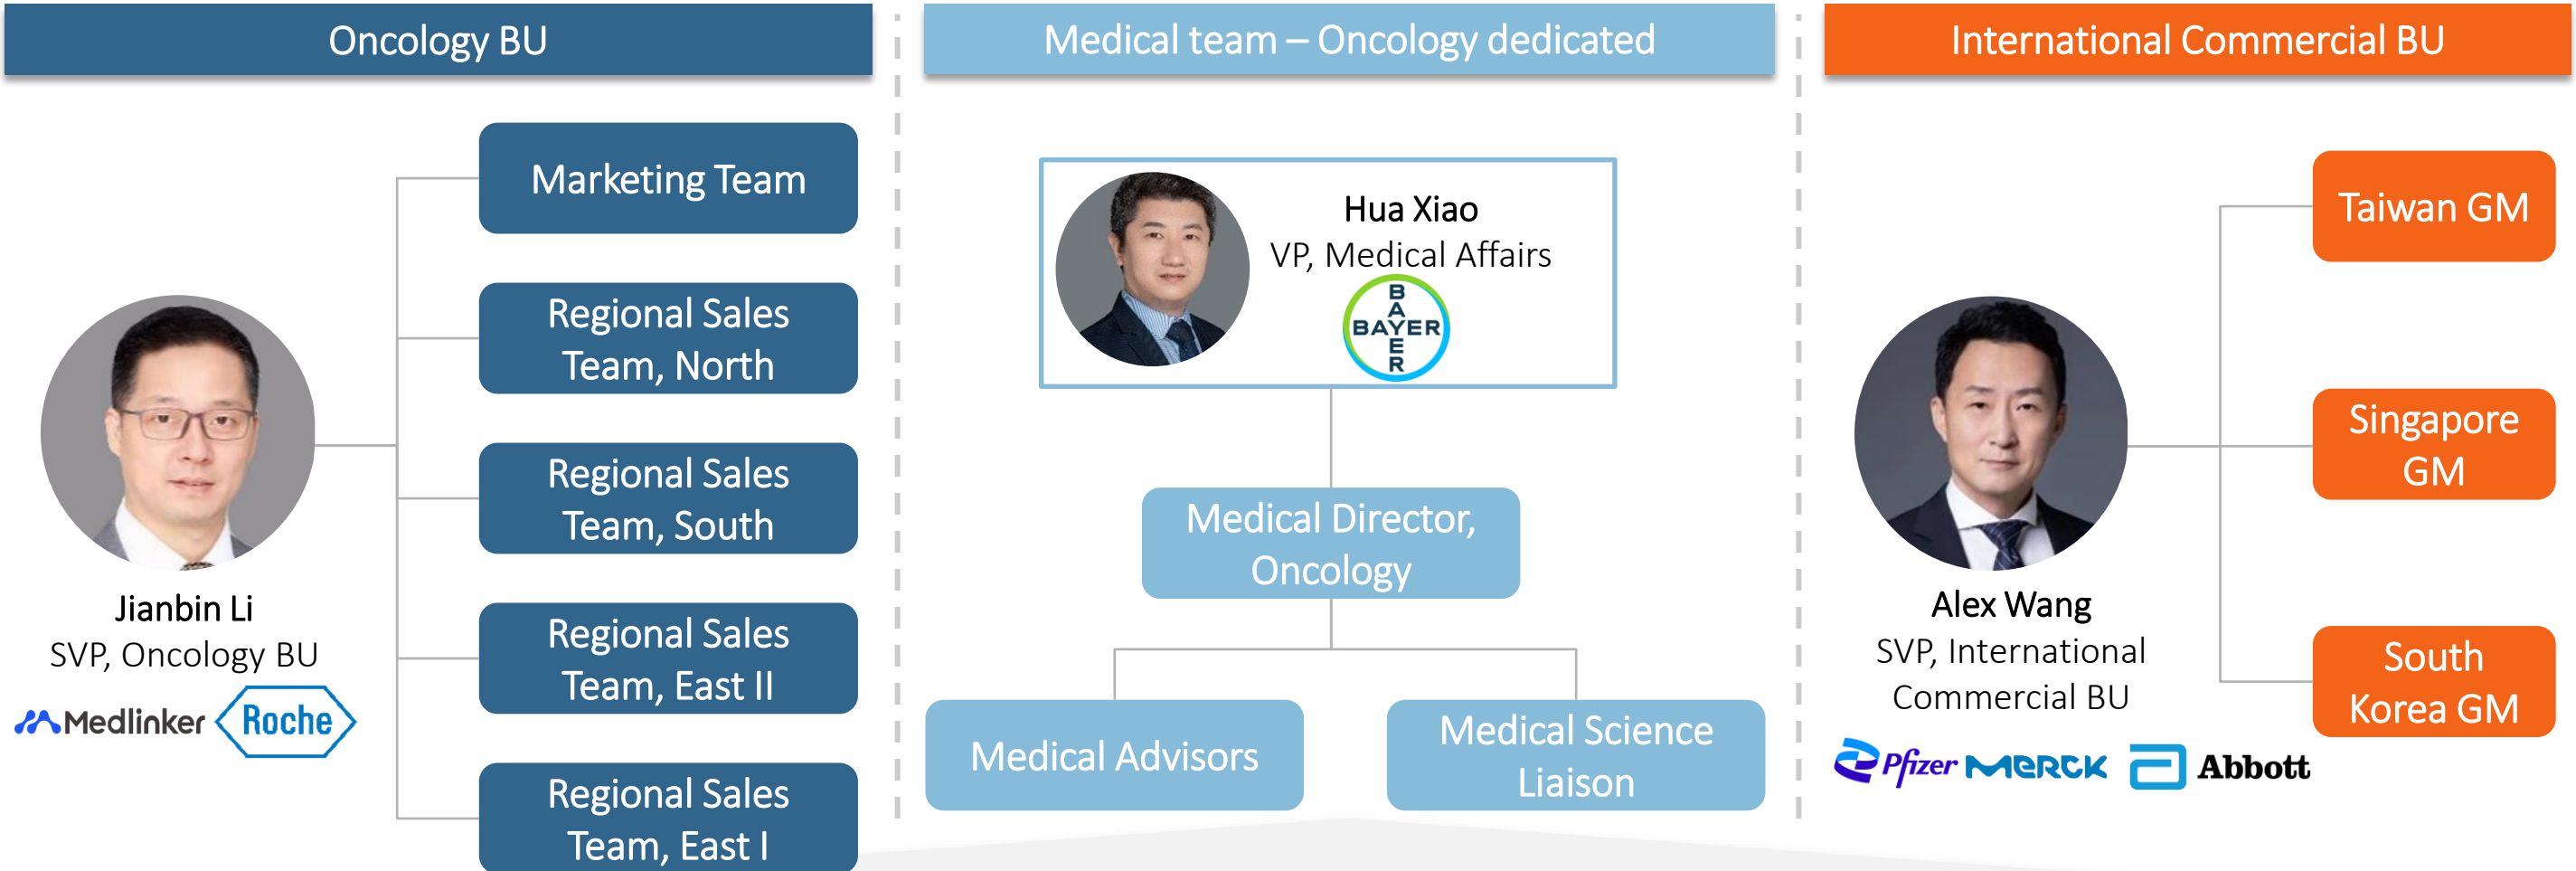 Oncology BU
Marketing Team
Regional Sales
Team, North
Regional Sales
Team, South
Regional Sales
Team, East II
Regional Sales
Team, East I
Jianbin Li
SVP, Oncology BU
Medlinker
Roche
Medical team – Oncology dedicated
Hua Xiao
VP, Medical Affairs
BAYER
BAYER
Medical Director,
Oncology
Medical Advisors
Medical Science
Liaison
International Commercial BU
Taiwan GM
Singapore
GM
South
Korea GM
Alex Wang
SVP, International
Commercial BU
Pfizer MERCK Abbott